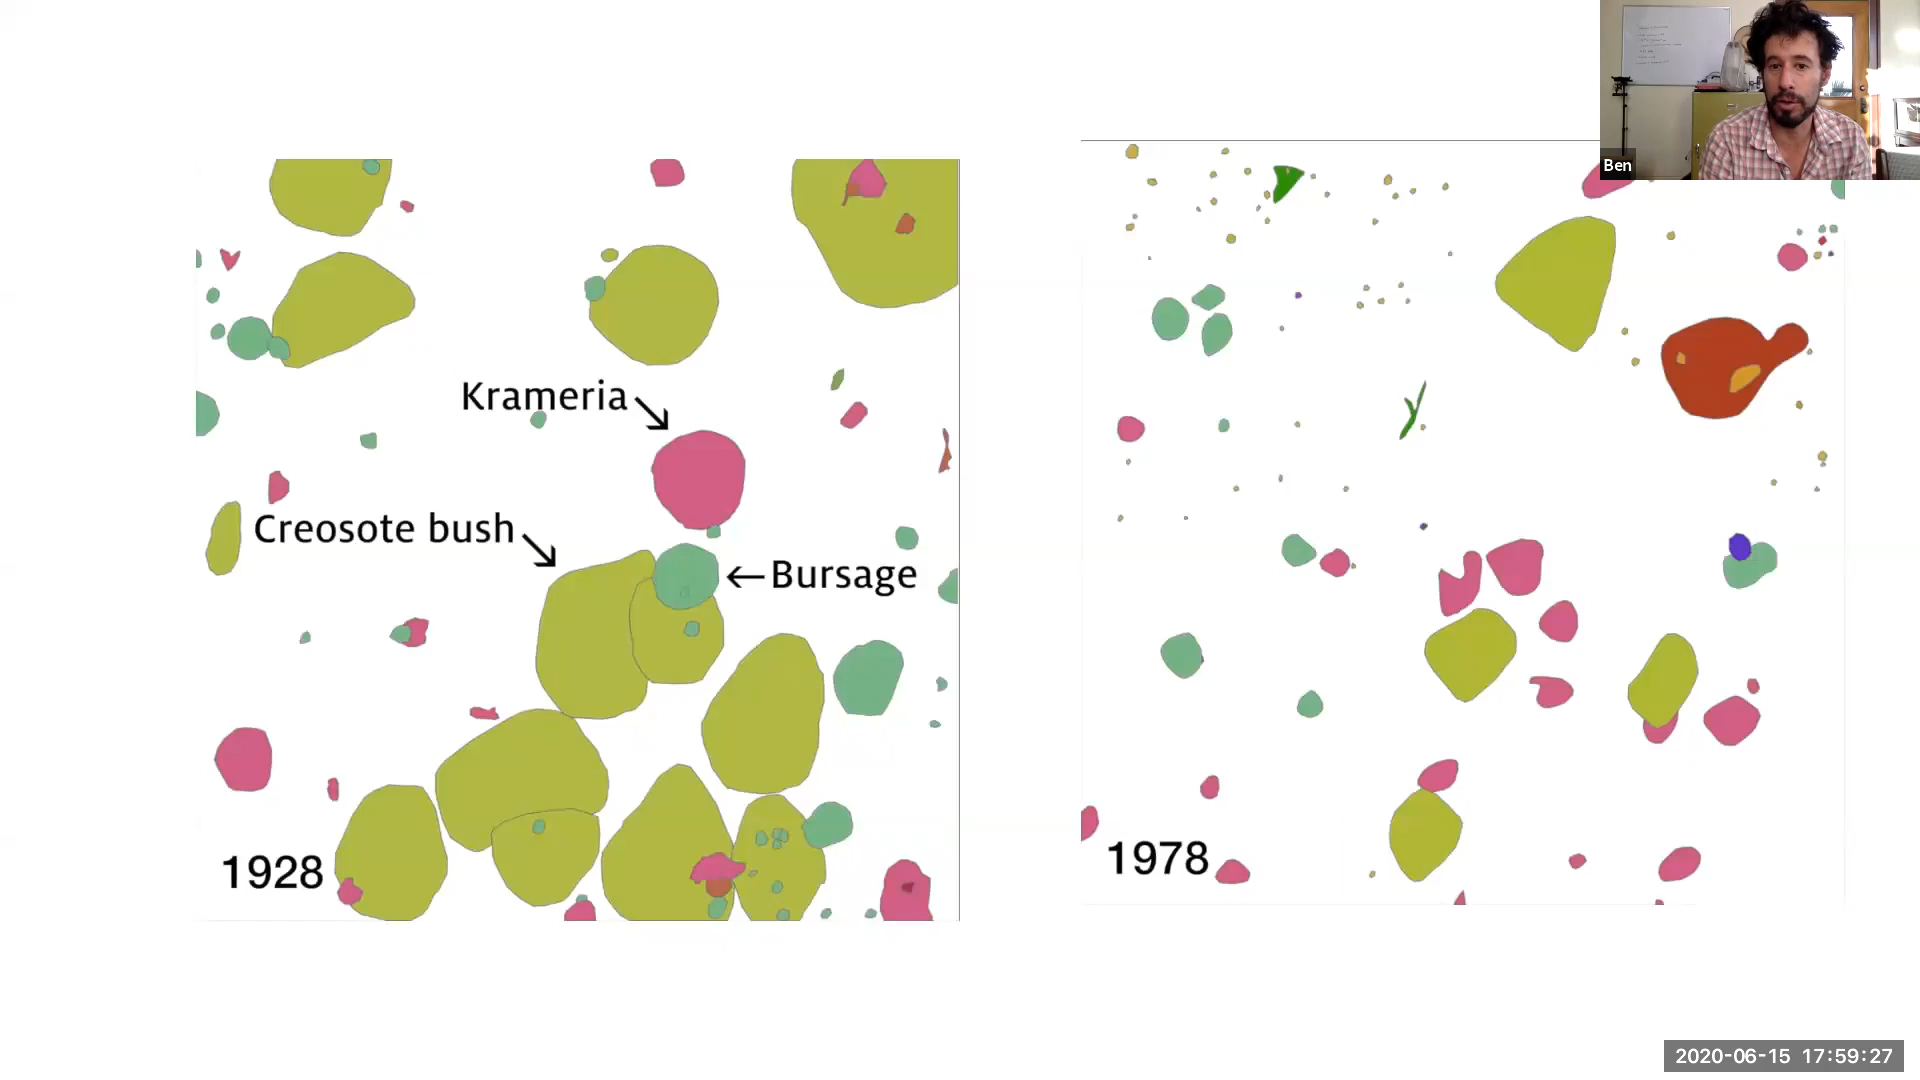 Ben
Krameria
Creosote bush
←Bursage
1928
1978
2020-06-15 17:59:27